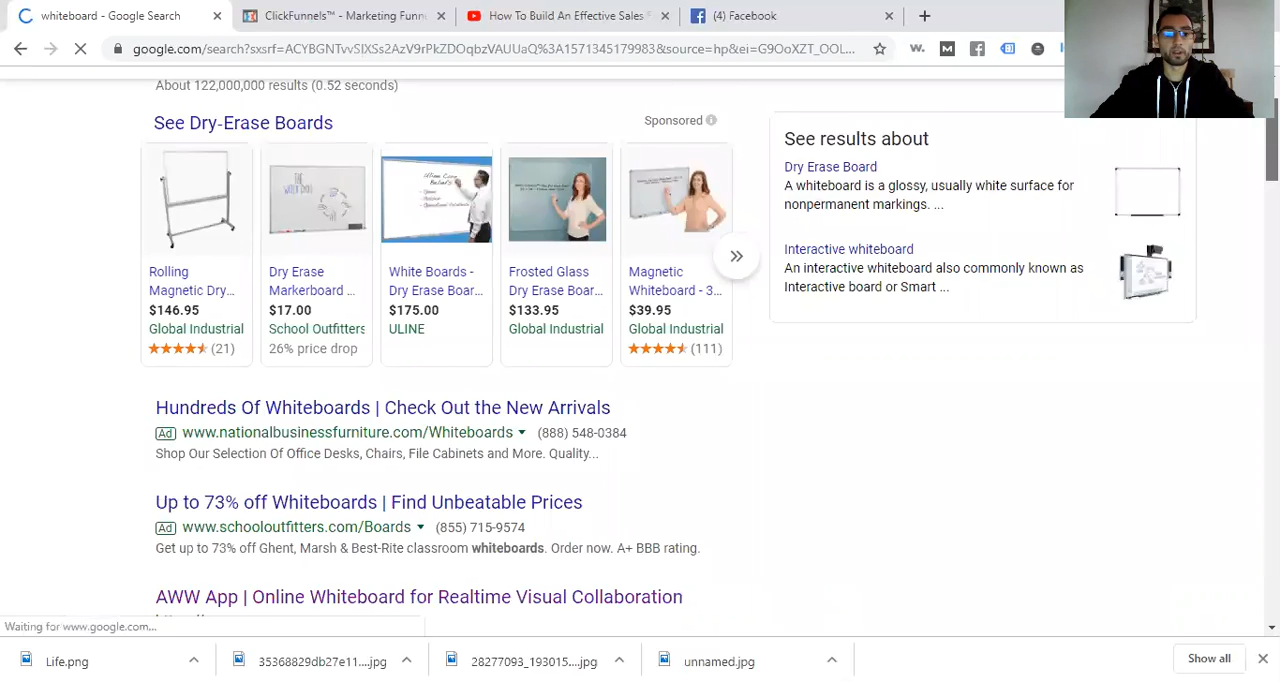 whiteboard - Google Search
ClickFunnels™ - Marketing Funn
How To Build An Effective Sales
(4) Facebook
google.com/search?sxsrf=ACYBGNTvvSlXSs2AzV9rPkZDOqbzVAUUaQ%3A1571345179983&source=hp&ei=G9OoXZT_OOL...
About 122,000,000 results (0.52 seconds)
See Dry-Erase Boards
Sponsored
Rolling
Magnetic Dry...
$146.95
Global Industrial
(21)
Dry Erase
Markerboard ...
$17.00
School Outfitters
26% price drop
White Boards -
Dry Erase Boar...
$175.00
ULINE
Frosted Glass
Dry Erase Boar...
$133.95
Global Industrial
Magnetic
Whiteboard - 3...
$39.95
Global Industrial
(111)
See results about
Dry Erase Board
A whiteboard is a glossy, usually white surface for
nonpermanent markings. ...
Interactive whiteboard
An interactive whiteboard also commonly known as
Interactive board or Smart ...
Hundreds Of Whiteboards | Check Out the New Arrivals
Ad www.nationalbusinessfurniture.com/Whiteboards (888) 548-0384
Shop Our Selection Of Office Desks, Chairs, File Cabinets and More. Quality...
Up to 73% off Whiteboards | Find Unbeatable Prices
Ad www.schooloutfitters.com/Boards (855) 715-9574
Get up to 73% off Ghent, Marsh & Best-Rite classroom whiteboards. Order now. A+ BBB rating.
AWW App | Online Whiteboard for Realtime Visual Collaboration
Waiting for www.google.com...
Life.png
35368829db27e11....jpg
28277093_193015....jpg
unnamed.jpg
Show all